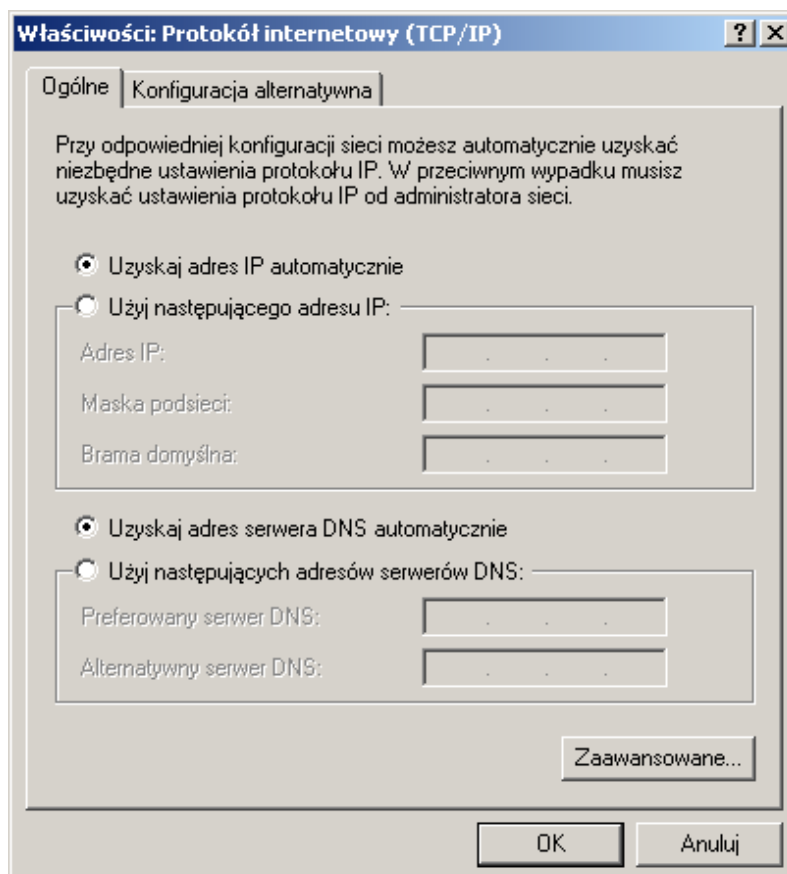 Właściwości: Protokół internetowy (TCP/IP)
Ogólne
Konfiguracja alternatywna
Przy odpowiedniej konfiguracji sieci możesz automatycznie uzyskać
niezbędne ustawienia protokołu IP. W przeciwnym wypadku musisz
uzyskać ustawienia protokołu IP od administratora sieci.
Uzyskaj adres IP automatycznie
Użyj następującego adresu IP:
Adres IP:
Maska podsieci:
Brama domyślna:
Uzyskaj adres serwera DNS automatycznie
Użyj następujących adresów serwerów DNS:
Preferowany serwer DNS:
Alternatywny serwer DNS:
Zaawansowane...
OK
Anuluj